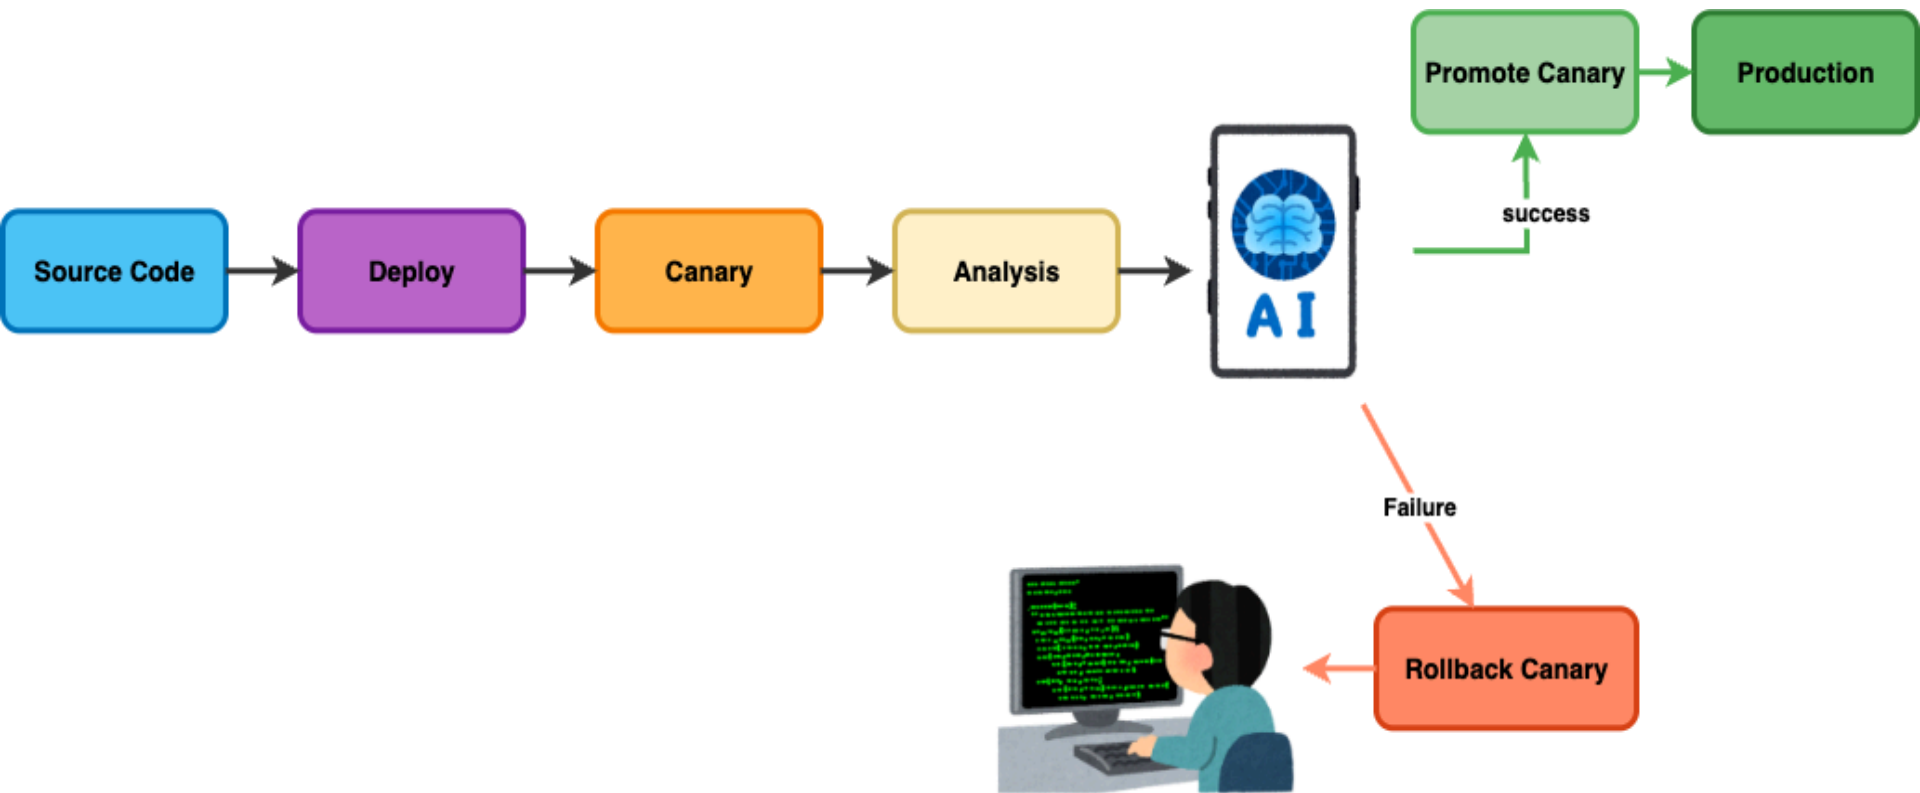 Promote Canary
Production
success
Source Code
Deploy
Canary
Analysis
AI
Failure
Rollback Canary